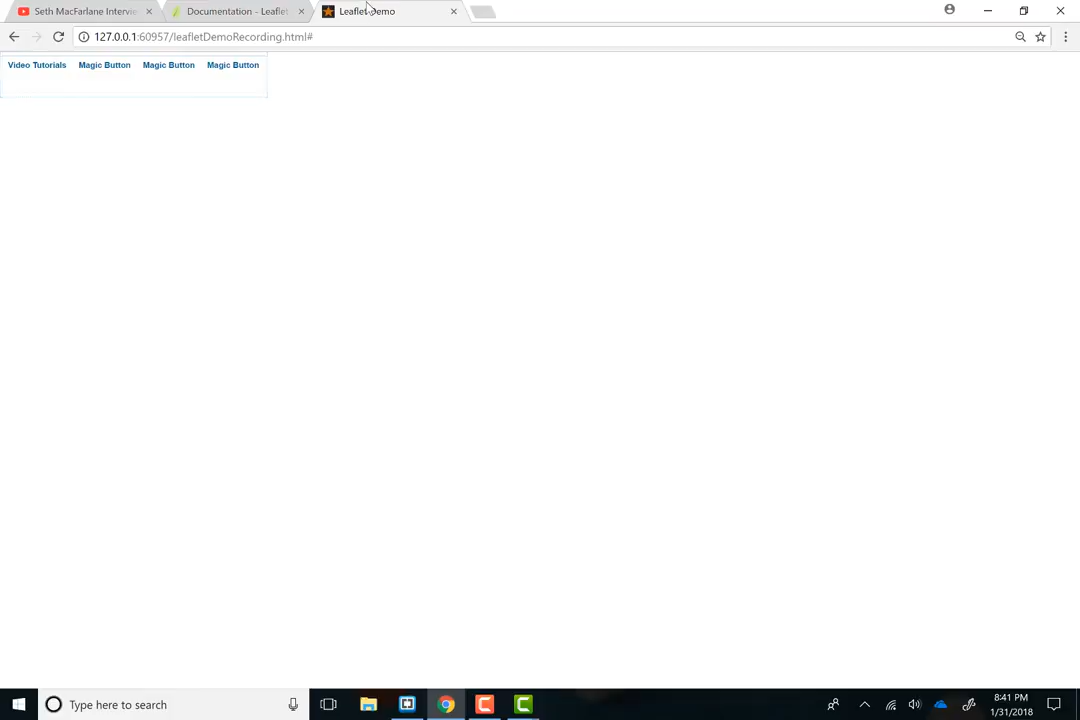 Seth MacFarlane Intervie
Documentation - Leaflet
Leaflet Demo
127.0.0.1:60957/leafletDemoRecording.html#
Video Tutorials Magic Button Magic Button Magic Button
Type here to search
8:41 PM
1/31/2018